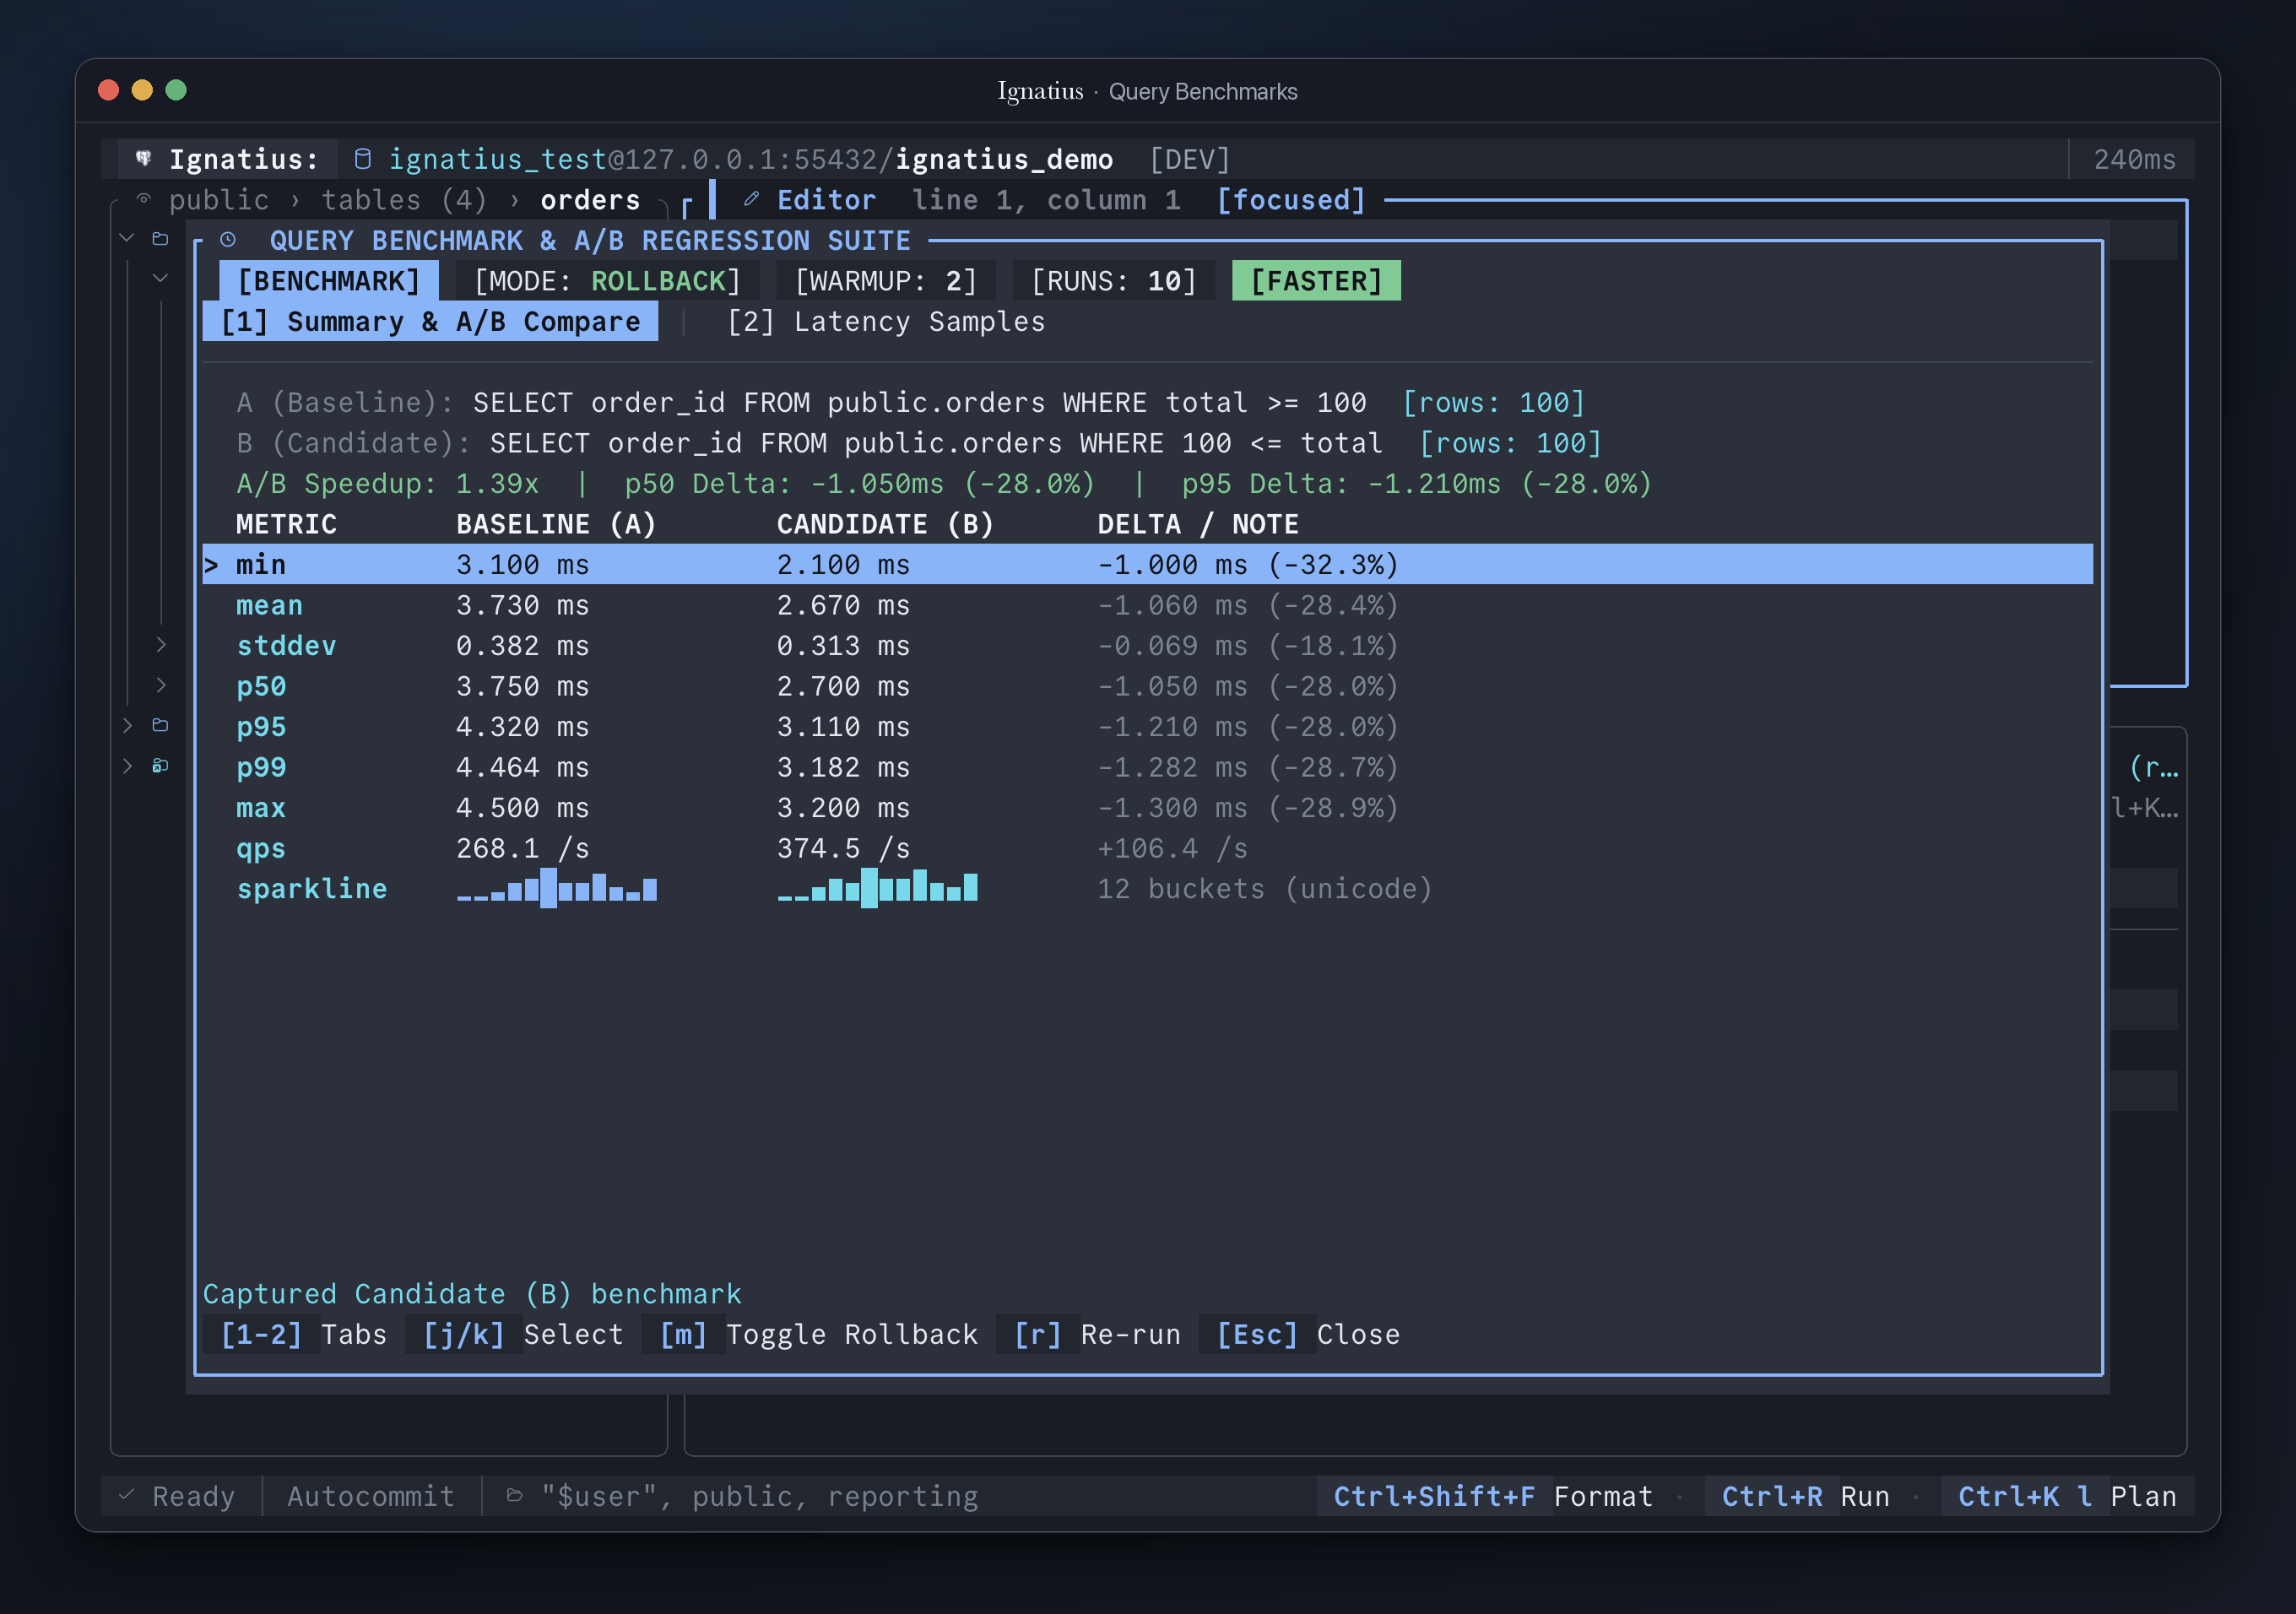 Ignatius · Query Benchmarks
Ignatius: ignatius_test@127.0.0.1:55432/ignatius_demo [DEV] 240ms
public › tables (4) › orders
Editor line 1, column 1 [focused]
QUERY BENCHMARK & A/B REGRESSION SUITE
[BENCHMARK] [MODE: ROLLBACK] [WARMUP: 2] [RUNS: 10] [FASTER]
[1] Summary & A/B Compare | [2] Latency Samples
A (Baseline): SELECT order_id FROM public.orders WHERE total >= 100 [rows: 100]
B (Candidate): SELECT order_id FROM public.orders WHERE 100 <= total [rows: 100]
A/B Speedup: 1.39x | p50 Delta: -1.050ms (-28.0%) | p95 Delta: -1.210ms (-28.0%)
METRIC BASELINE (A) CANDIDATE (B) DELTA / NOTE
> min 3.100 ms 2.100 ms -1.000 ms (-32.3%)
mean 3.730 ms 2.670 ms -1.060 ms (-28.4%)
stddev 0.382 ms 0.313 ms -0.069 ms (-18.1%)
p50 3.750 ms 2.700 ms -1.050 ms (-28.0%)
p95 4.320 ms 3.110 ms -1.210 ms (-28.0%)
p99 4.464 ms 3.182 ms -1.282 ms (-28.7%)
max 4.500 ms 3.200 ms -1.300 ms (-28.9%)
qps 268.1 /s 374.5 /s +106.4 /s
sparkline 12 buckets (unicode)
(r…
l+K…
Captured Candidate (B) benchmark
[1-2] Tabs [j/k] Select [m] Toggle Rollback [r] Re-run [Esc] Close
Ready Autocommit "$user", public, reporting Ctrl+Shift+F Format · Ctrl+R Run · Ctrl+K l Plan